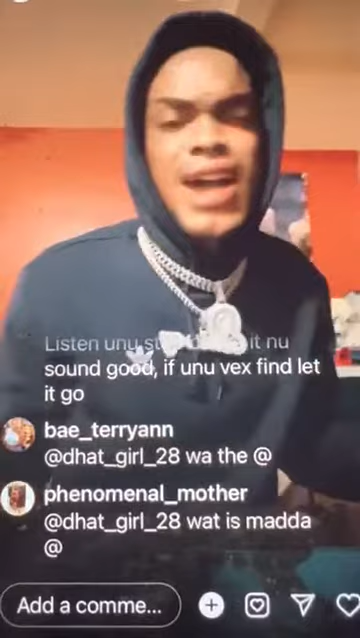 Listen unu it nu
sound good, if unu vex find let
it go
bae_terryann
@dhat_girl_28 wa the @
phenomenal_mother
@dhat_girl_28 wat is madda
@
Add a comme...